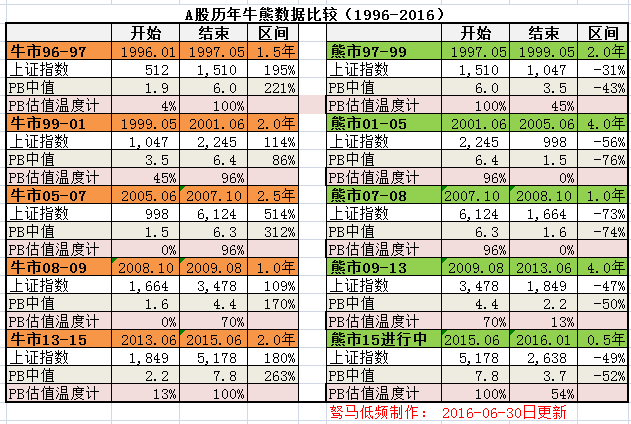 A股历年牛熊数据比较（1996-2016）
开始 结束 区间 开始 结束 区间
牛市96-97 1996.01 1997.05 1.5年 熊市97-99 1997.05 1999.05 2.0年
上证指数 512 1,510 195% 上证指数 1,510 1,047 -31%
PB中值 1.9 6.0 221% PB中值 6.0 3.5 -43%
PB估值温度计 4% 100% PB估值温度计 100% 45%
牛市99-01 1999.05 2001.06 2.0年 熊市01-05 2001.06 2005.06 4.0年
上证指数 1,047 2,245 114% 上证指数 2,245 998 -56%
PB中值 3.5 6.4 86% PB中值 6.4 1.5 -76%
PB估值温度计 45% 96% PB估值温度计 96% 0%
牛市05-07 2005.06 2007.10 2.5年 熊市07-08 2007.10 2008.10 1.0年
上证指数 998 6,124 514% 上证指数 6,124 1,664 -73%
PB中值 1.5 6.3 312% PB中值 6.3 1.6 -74%
PB估值温度计 0% 96% PB估值温度计 96% 0%
牛市08-09 2008.10 2009.08 1.0年 熊市09-13 2009.08 2013.06 4.0年
上证指数 1,664 3,478 109% 上证指数 3,478 1,849 -47%
PB中值 1.6 4.4 170% PB中值 4.4 2.2 -50%
PB估值温度计 0% 70% PB估值温度计 70% 13%
牛市13-15 2013.06 2015.06 2.0年 熊市15进行中 2015.06 2016.01 0.5年
上证指数 1,849 5,178 180% 上证指数 5,178 2,638 -49%
PB中值 2.2 7.8 263% PB中值 7.8 3.7 -52%
PB估值温度计 13% 100% PB估值温度计 100% 54%
驽马低频制作： 2016-06-30日更新